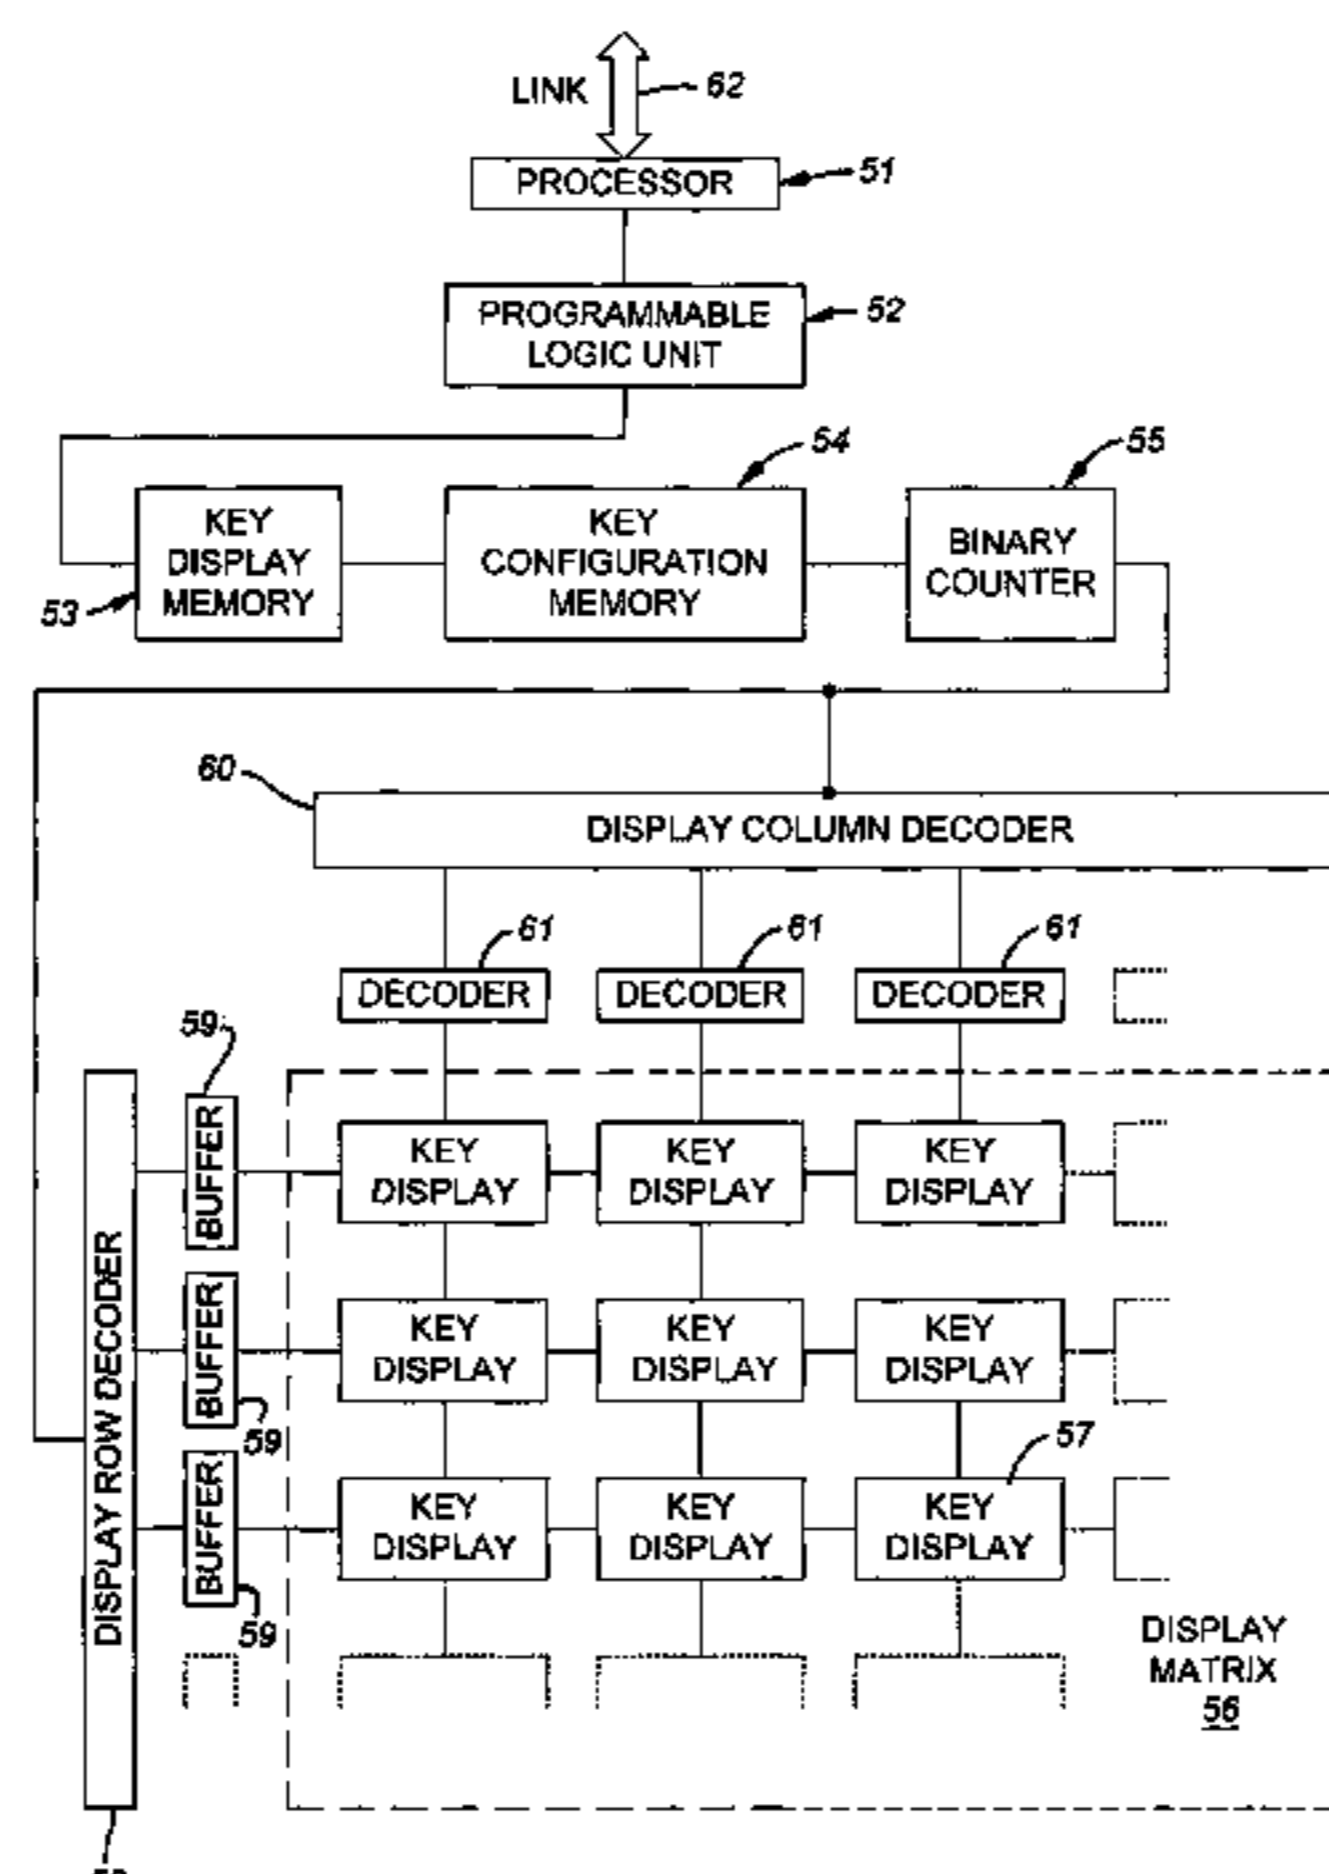 LINK 62
PROCESSOR 51
PROGRAMMABLE 52
LOGIC UNIT
54 55
KEY
DISPLAY
MEMORY
53
KEY
CONFIGURATION
MEMORY
BINARY
COUNTER
60
DISPLAY COLUMN DECODER
61 61 61
DECODER DECODER DECODER
59
BUFFER
BUFFER
59
BUFFER
59
DISPLAY ROW DECODER
KEY KEY KEY
DISPLAY DISPLAY DISPLAY
KEY KEY KEY
DISPLAY DISPLAY DISPLAY
57
KEY KEY KEY
DISPLAY DISPLAY DISPLAY
DISPLAY
MATRIX
56